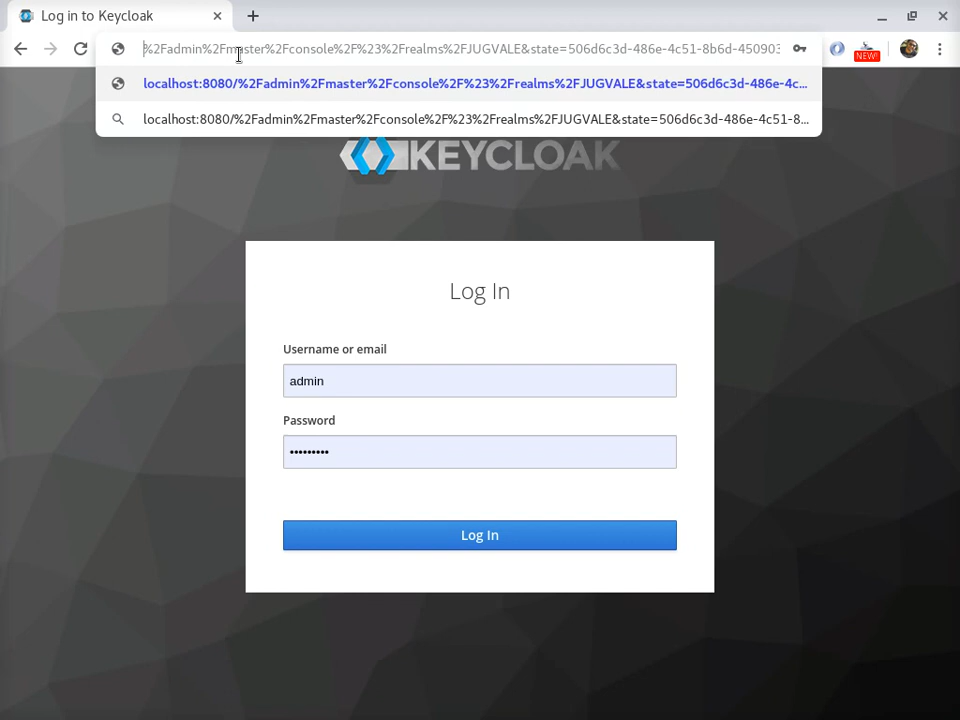 Log in to Keycloak
%2Fadmin%2Fmaster%2Fconsole%2F%23%2Frealms%2FJUGVALE&state=506d6c3d-486e-4c51-8b6d-450903
NEW!
localhost:8080/%2Fadmin%2Fmaster%2Fconsole%2F%23%2Frealms%2FJUGVALE&state=506d6c3d-486e-4c...
localhost:8080/%2Fadmin%2Fmaster%2Fconsole%2F%23%2Frealms%2FJUGVALE&state=506d6c3d-486e-4c51-8...
KEYCLOAK
Log In
Username or email
admin
Password
•••••••••
Log In